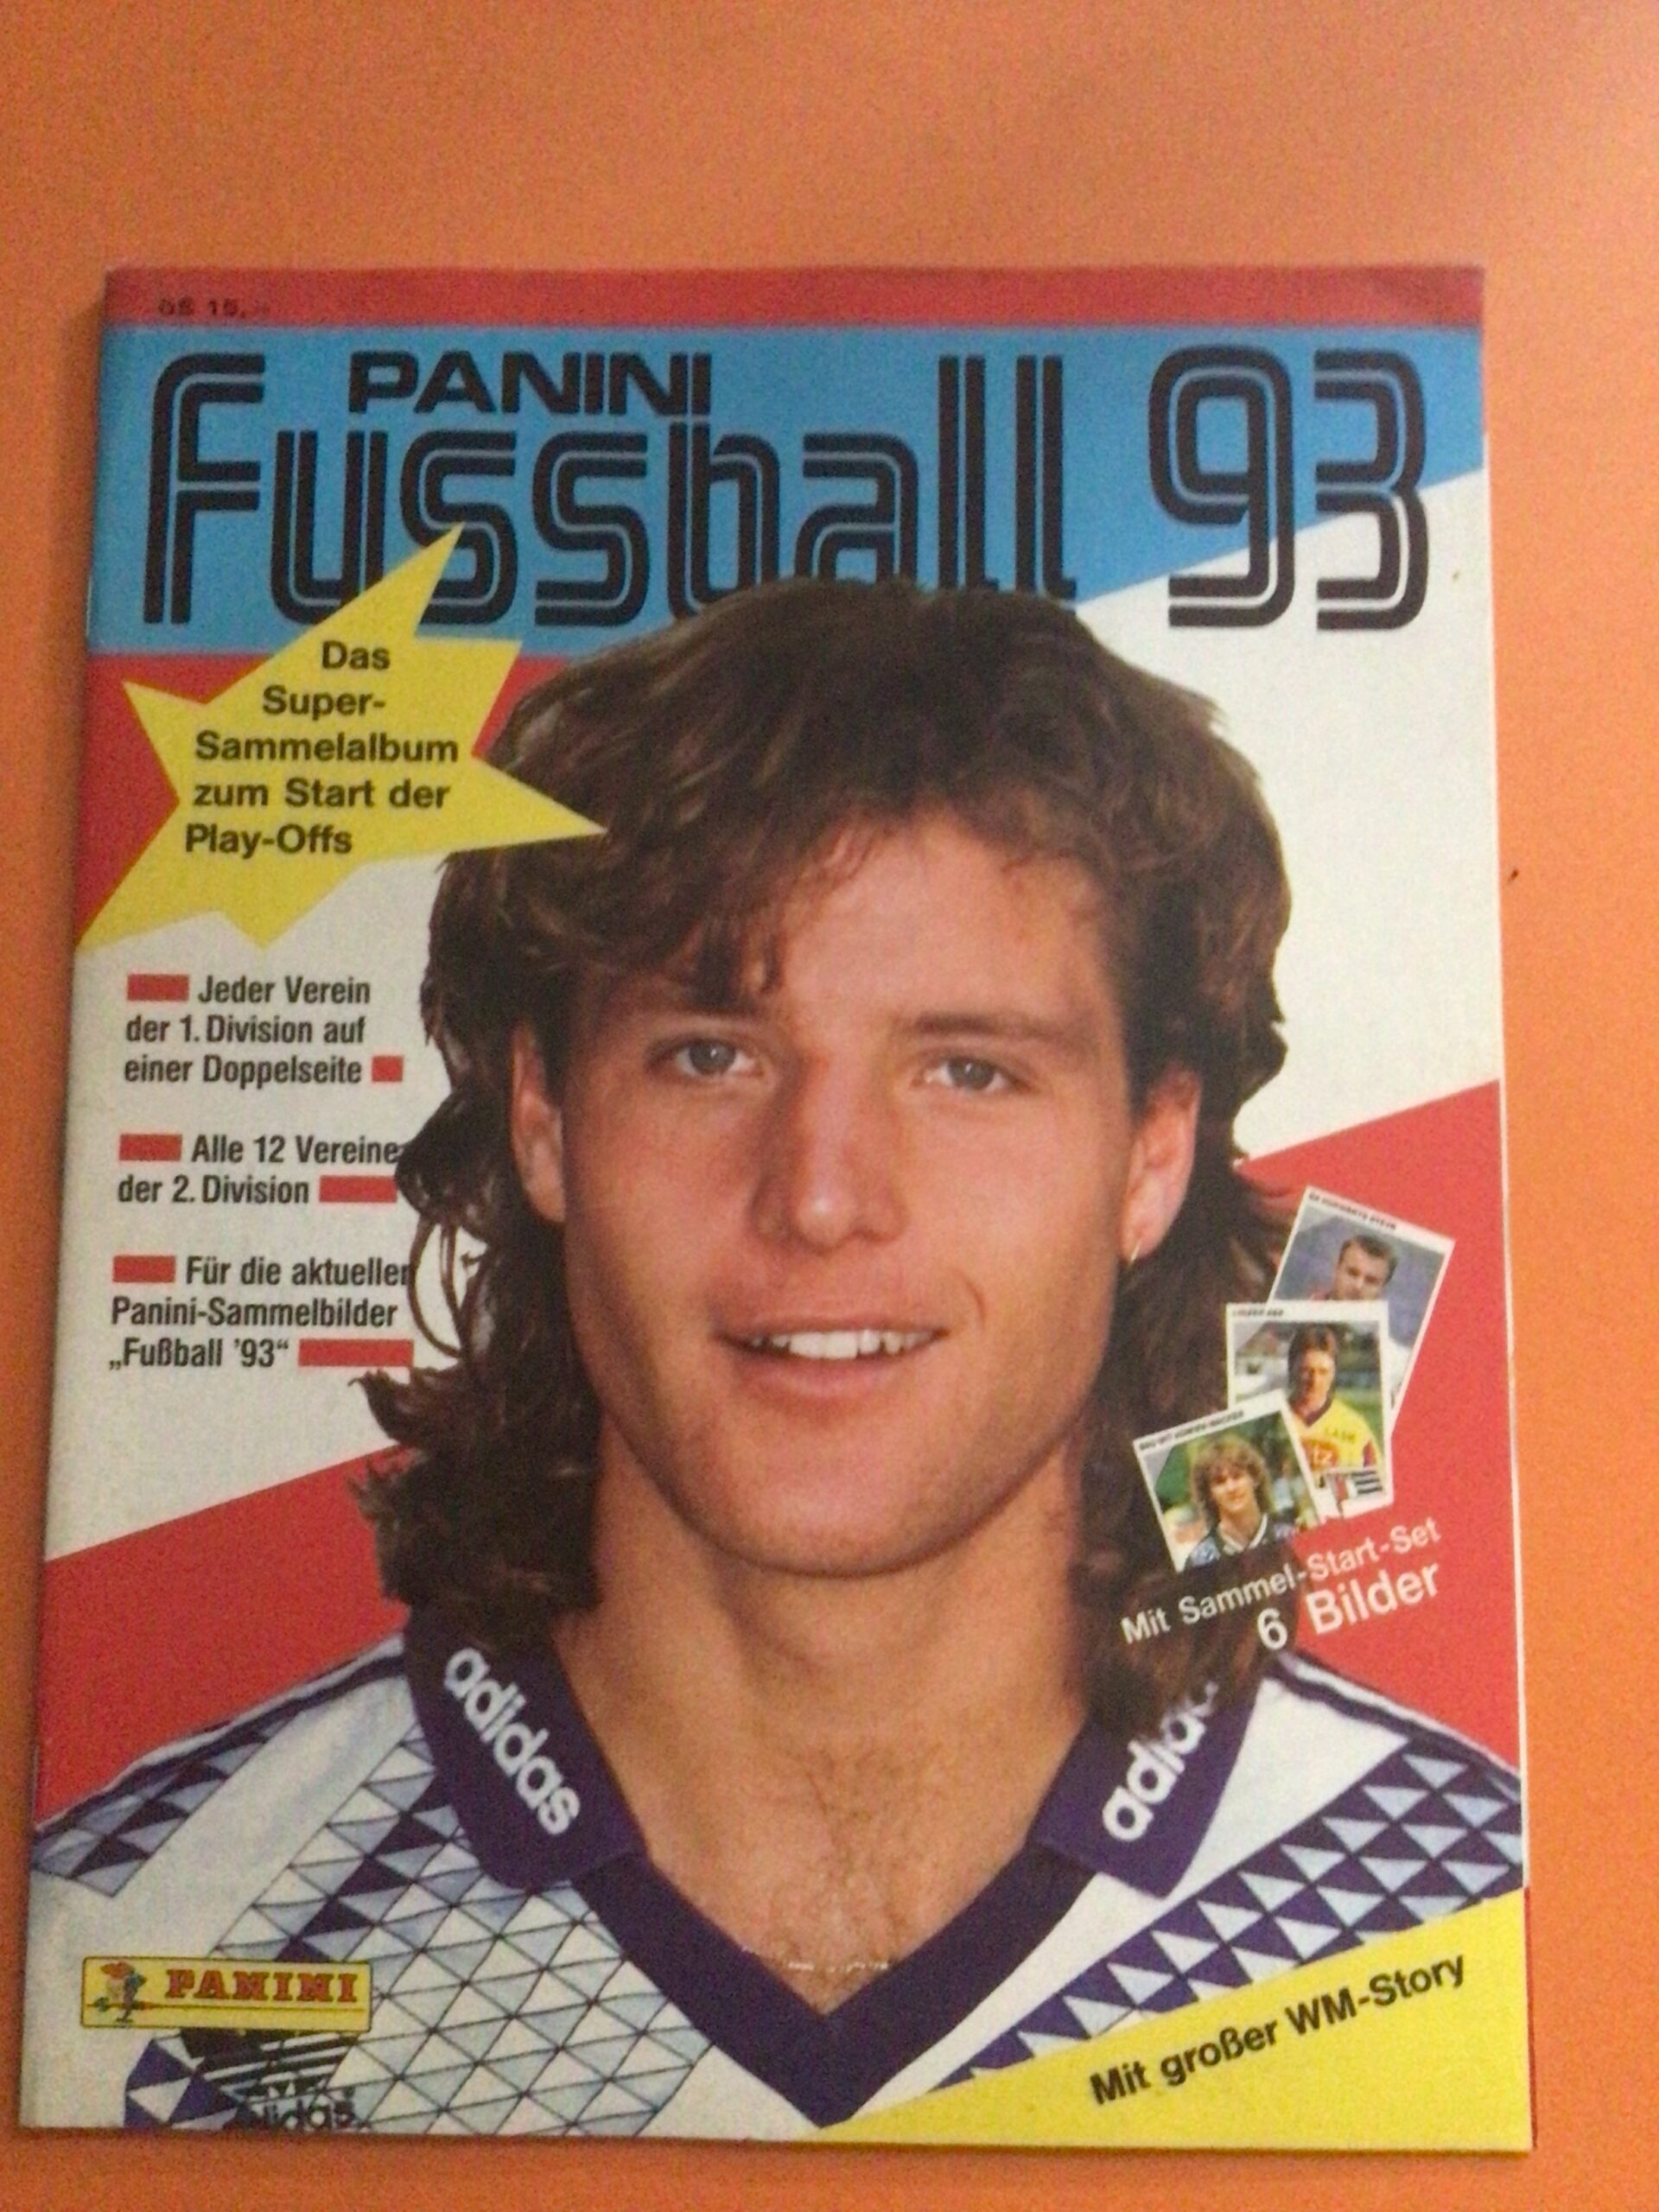 öS 15,–
PANINI
Fussball 93
Das
Super-
Sammelalbum
zum Start der
Play-Offs
Jeder Verein
der 1. Division auf
einer Doppelseite
Alle 12 Vereine
der 2. Division
Für die aktuellen
Panini-Sammelbilder
„Fußball '93“
Mit Sammel-Start-Set
6 Bilder
adidas
adidas
PANINI
adidas
Mit großer WM-Story